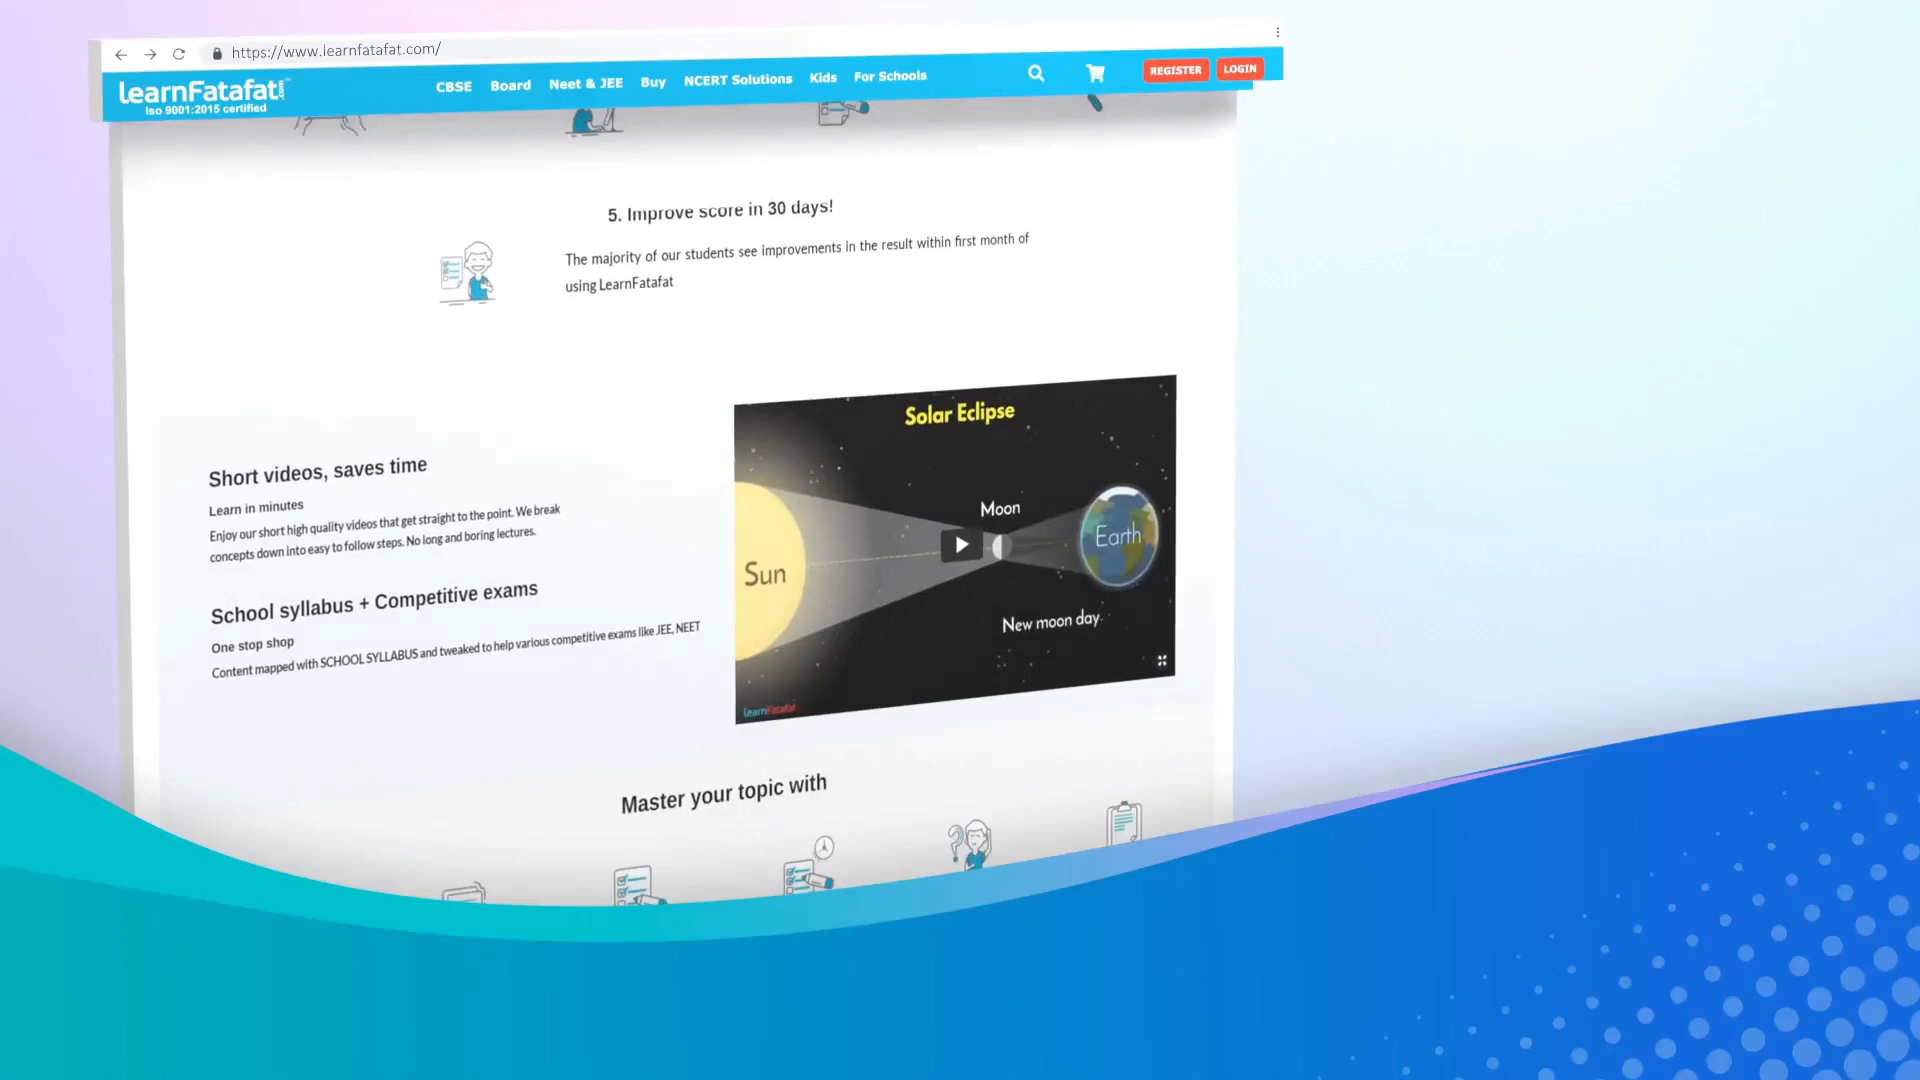 https://www.learnfatafat.com/
learnFatafat.com
Iso 9001:2015 certified
CBSE Board Neet & JEE Buy NCERT Solutions Kids For Schools
REGISTER LOGIN
5. Improve score in 30 days!
The majority of our students see improvements in the result within first month of
using LearnFatafat
Short videos, saves time
Learn in minutes
Enjoy our short high quality videos that get straight to the point. We break
concepts down into easy to follow steps. No long and boring lectures.
School syllabus + Competitive exams
One stop shop
Content mapped with SCHOOL SYLLABUS and tweaked to help various competitive exams like JEE, NEET
Solar Eclipse
Moon
Earth
Sun
New moon day
learnFatafat
Master your topic with